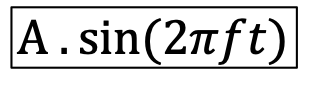 A . sin(2πft)